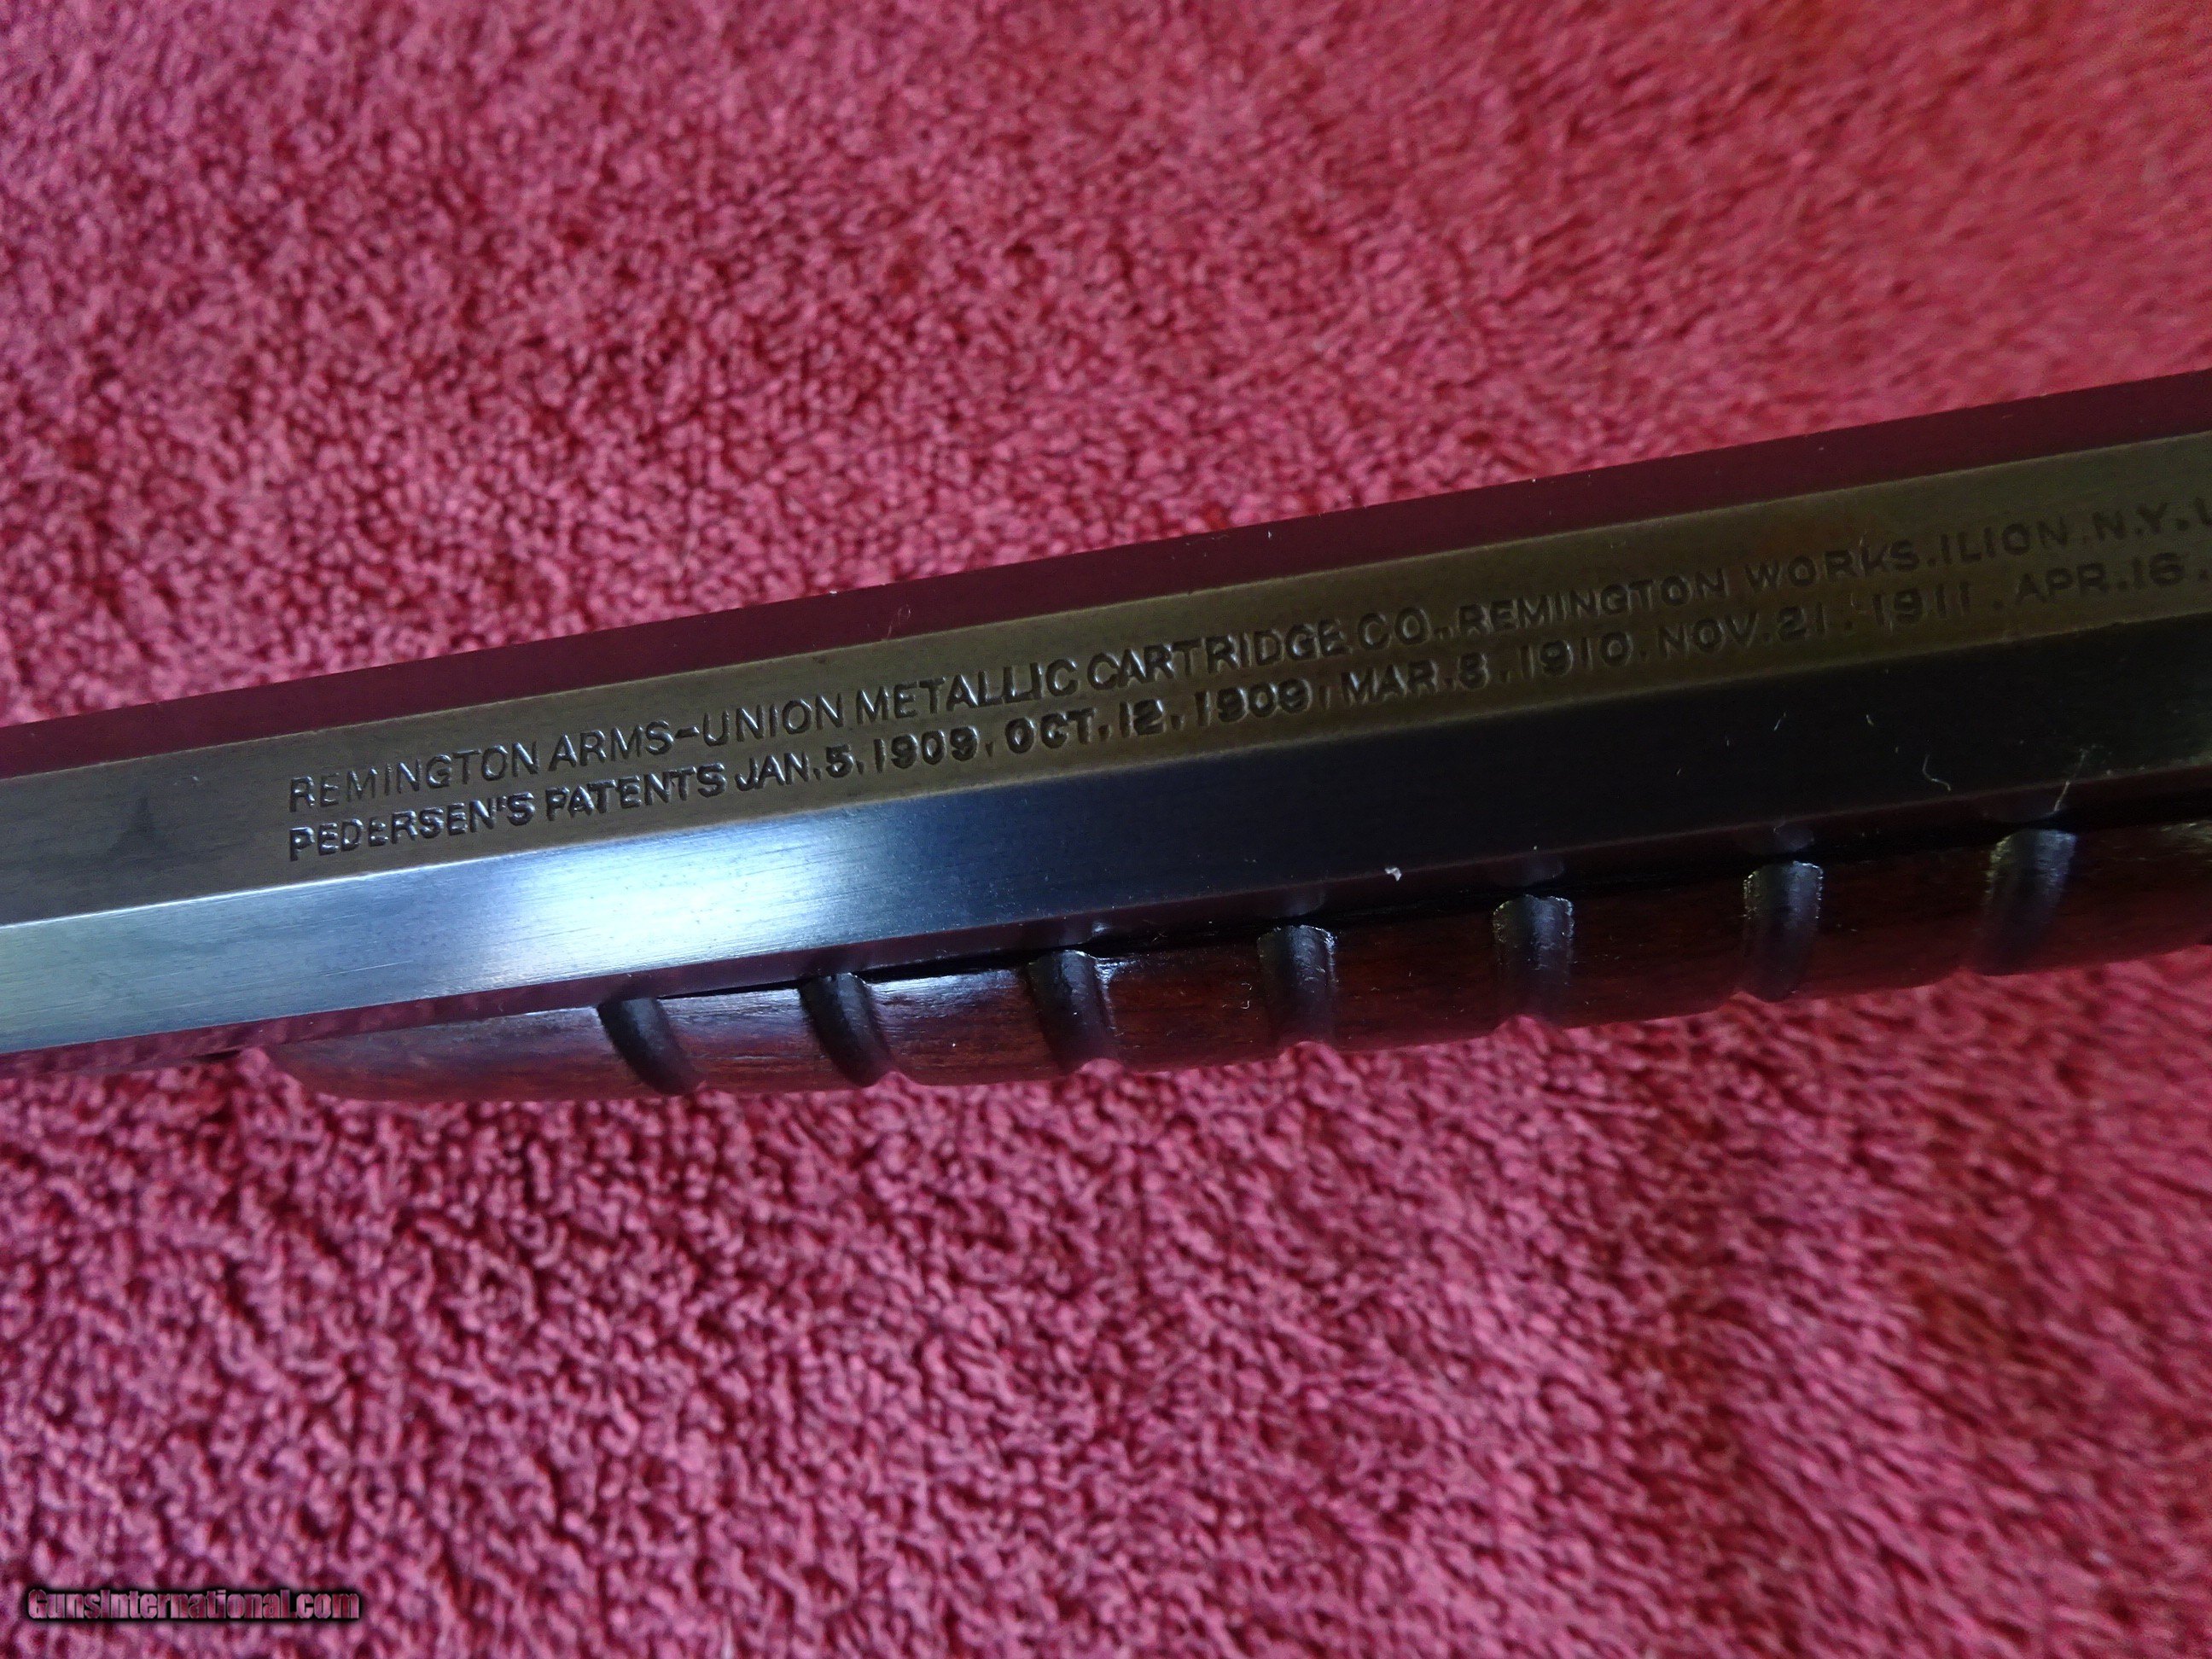 REMINGTON ARMS-UNION METALLIC CARTRIDGE CO., REMINGTON WORKS. ILION. N.Y.
PEDERSEN'S PATENTS JAN. 5, 1909, OCT. 12, 1909, MAR. 8, 1910, NOV. 21, 1911, APR. 16,
GunsInternational.com